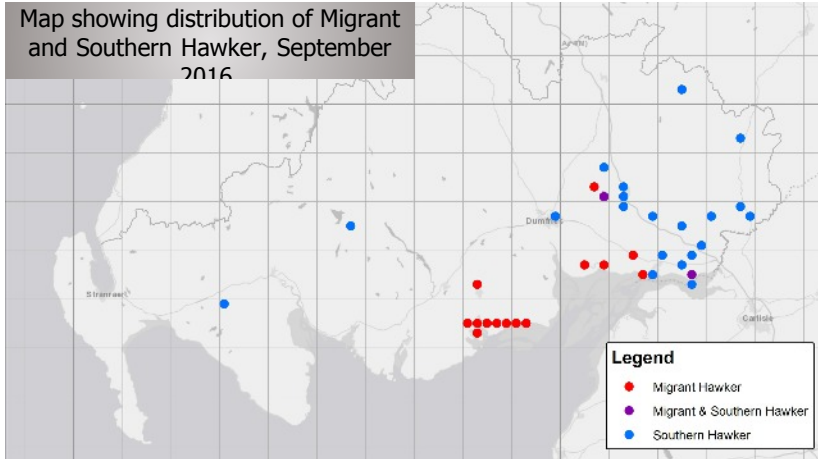 Map showing distribution of Migrant
and Southern Hawker, September
2016
Dumfries
Stranraer
Carlisle
Legend
Migrant Hawker
Migrant & Southern Hawker
Southern Hawker